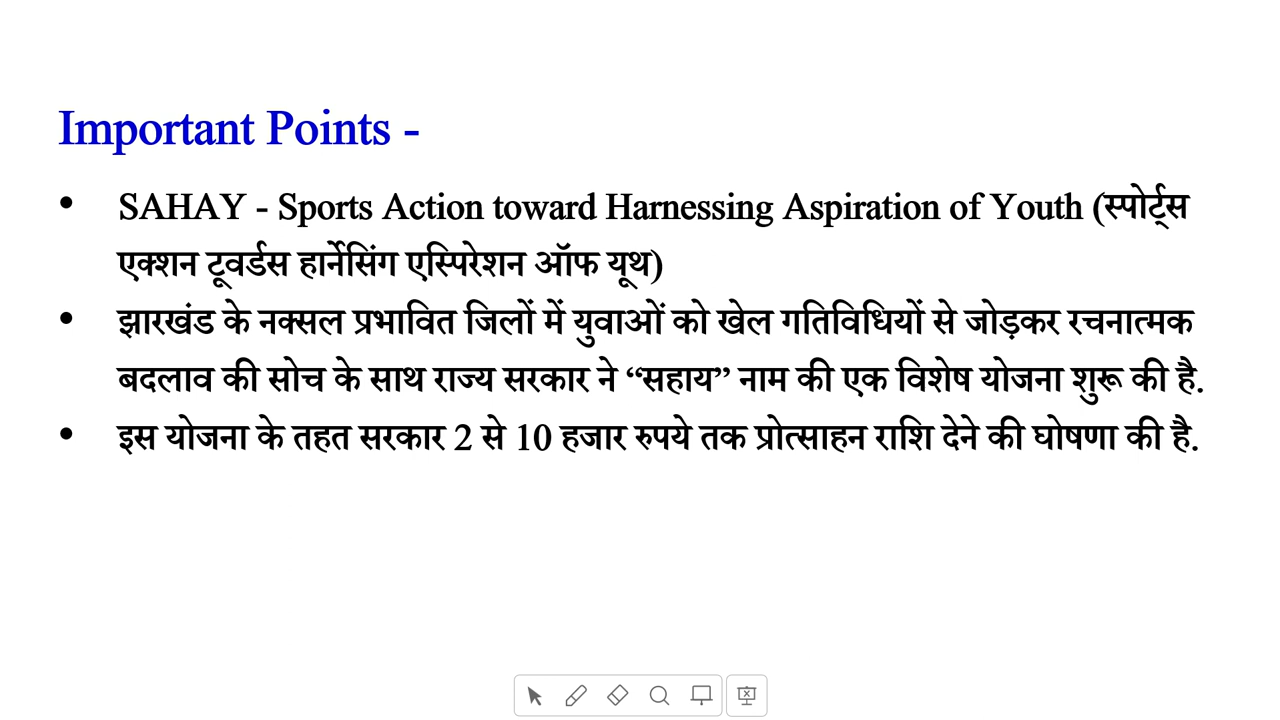 Important Points -
• SAHAY - Sports Action toward Harnessing Aspiration of Youth (स्पोर्ट्स
एक्शन टूवर्डस हार्नेसिंग एस्पिरेशन ऑफ यूथ)
• झारखंड के नक्सल प्रभावित जिलों में युवाओं को खेल गतिविधियों से जोड़कर रचनात्मक
बदलाव की सोच के साथ राज्य सरकार ने “सहाय” नाम की एक विशेष योजना शुरू की है.
• इस योजना के तहत सरकार 2 से 10 हजार रुपये तक प्रोत्साहन राशि देने की घोषणा की है.